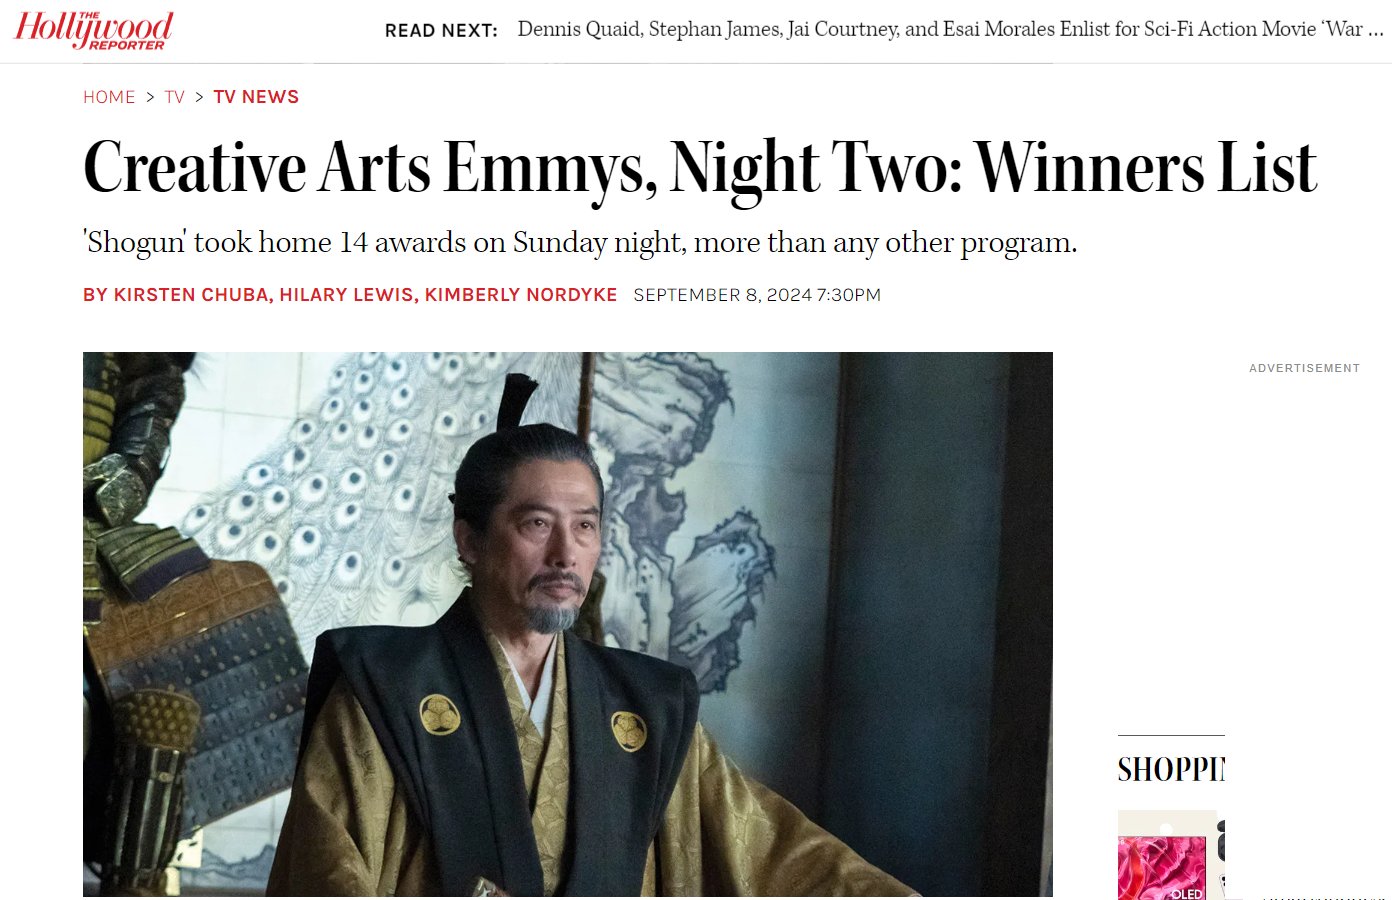 THE
Hollywood
REPORTER
READ NEXT: Dennis Quaid, Stephan James, Jai Courtney, and Esai Morales Enlist for Sci-Fi Action Movie ‘War ...
HOME > TV > TV NEWS
Creative Arts Emmys, Night Two: Winners List
'Shogun' took home 14 awards on Sunday night, more than any other program.
BY KIRSTEN CHUBA, HILARY LEWIS, KIMBERLY NORDYKE SEPTEMBER 8, 2024 7:30PM
ADVERTISEMENT
SHOPPIN
OLED